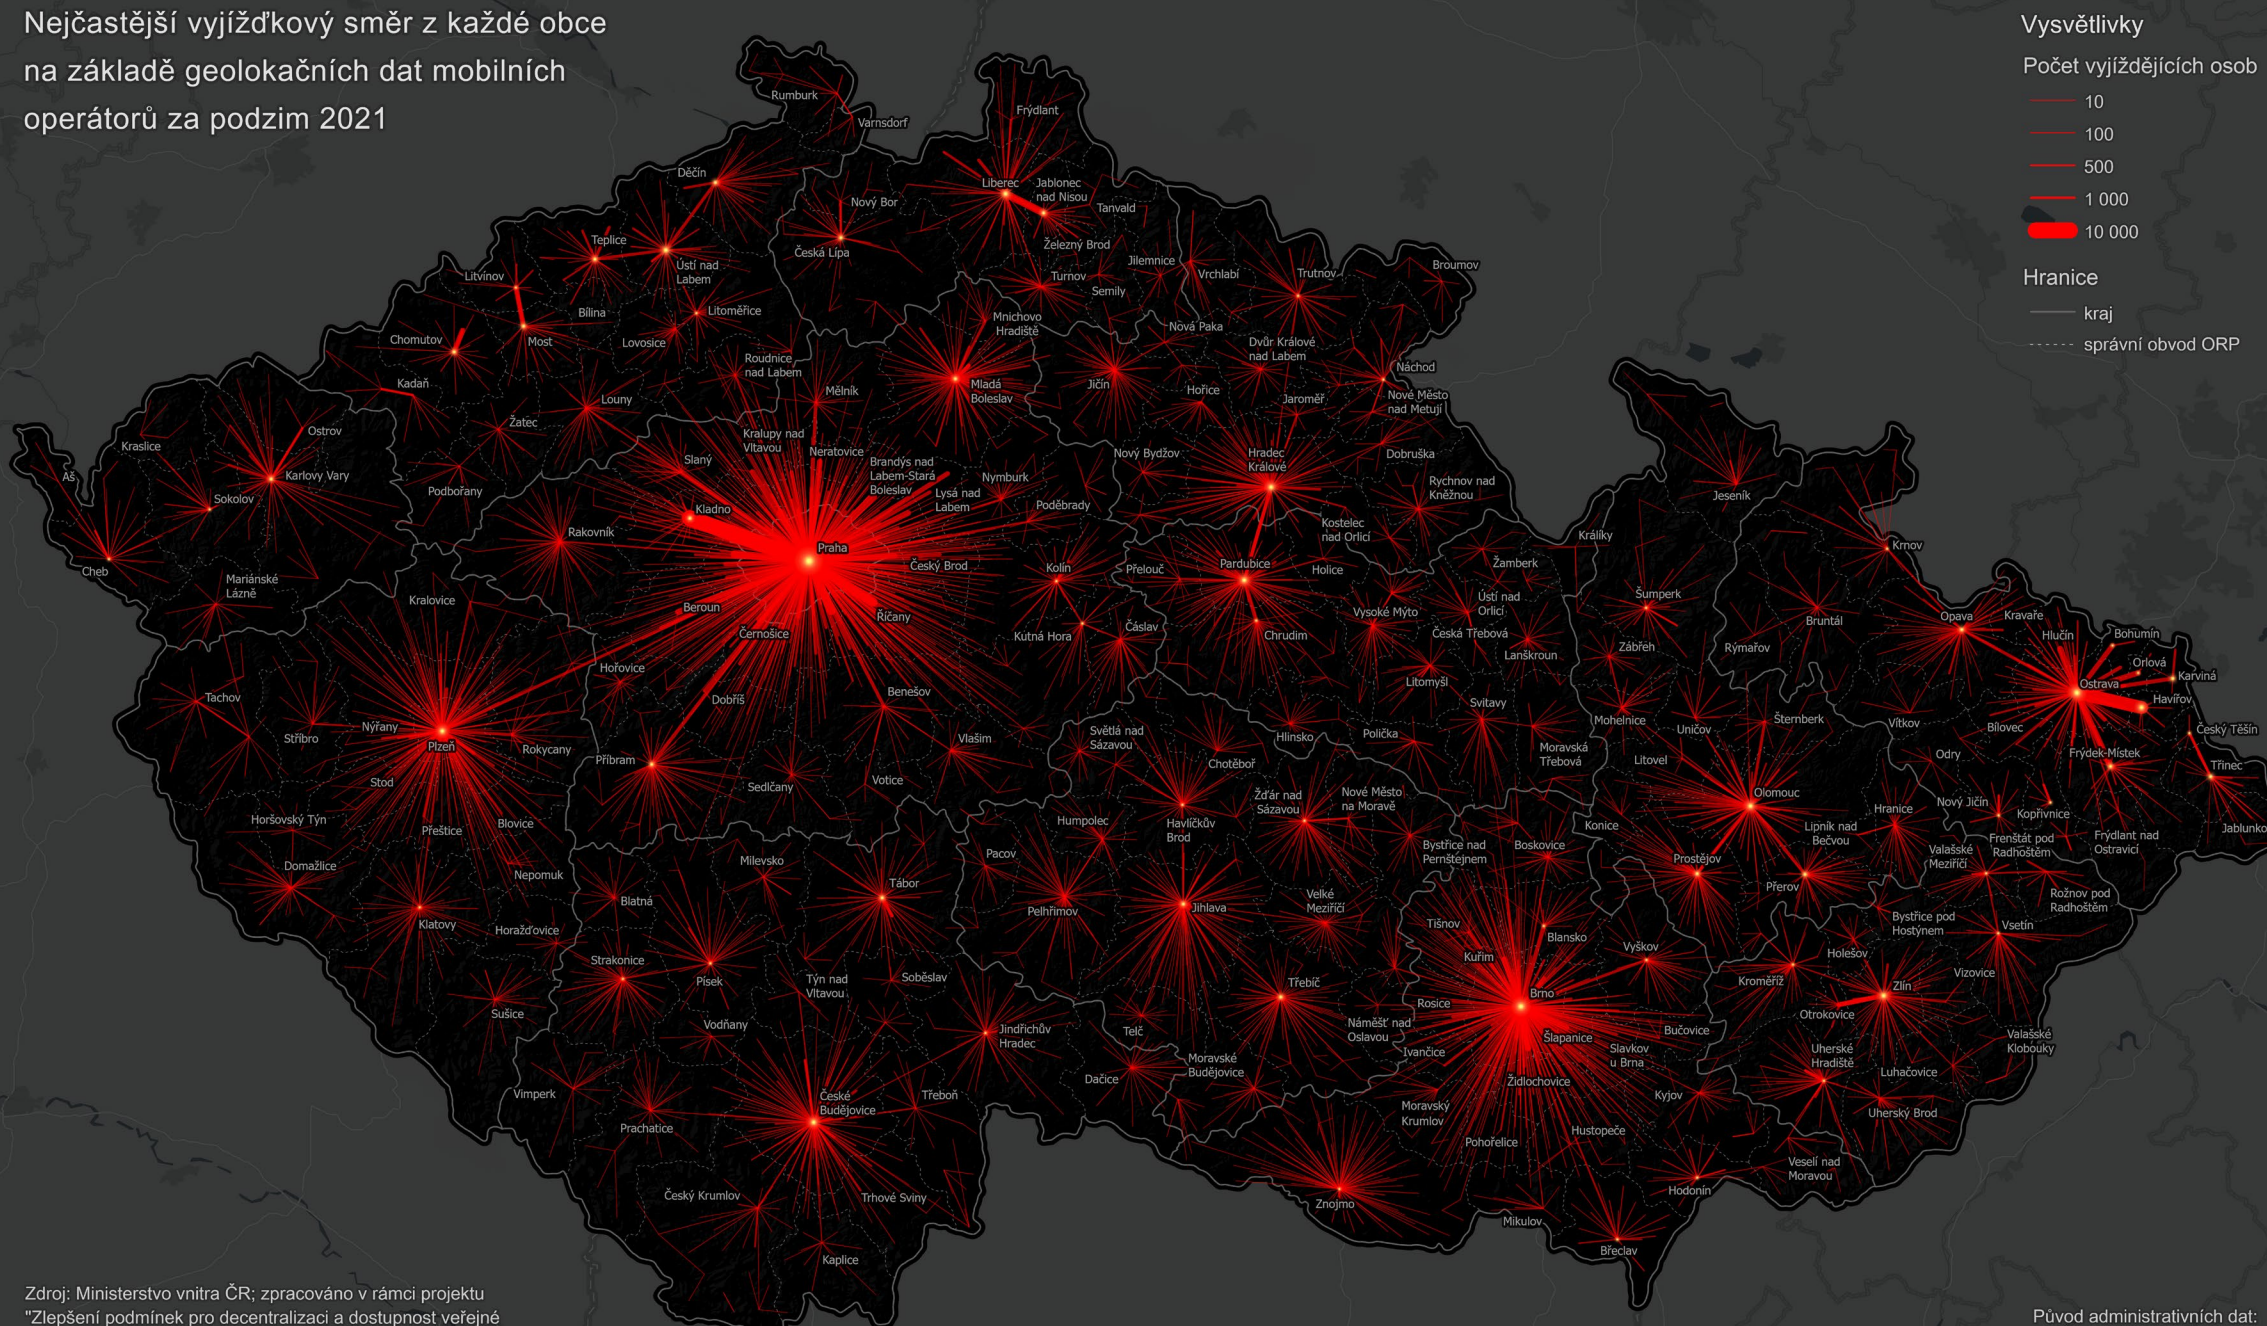 Nejčastější vyjížďkový směr z každé obce
na základě geolokačních dat mobilních
operátorů za podzim 2021
Vysvětlivky
Počet vyjíždějících osob
10
100
500
1 000
10 000
Hranice
kraj
správní obvod ORP
Rumburk
Varnsdorf
Frýdlant
Děčín
Liberec
Jablonec
nad Nisou
Nový Bor
Tanvald
Teplice
Česká Lípa
Železný Brod
Ústí nad
Labem
Litvínov
Jilemnice
Turnov
Semily
Vrchlabí
Trutnov
Broumov
Bílina
Litoměřice
Mnichovo
Hradiště
Nová Paka
Chomutov
Most
Lovosice
Roudnice
nad Labem
Dvůr Králové
nad Labem
Náchod
Kadaň
Louny
Mělník
Mladá
Boleslav
Jičín
Hořice
Jaroměř
Nové Město
nad Metují
Žatec
Ostrov
Kraslice
Kralupy nad
Vltavou
Neratovice
Slaný
Brandýs nad
Labem-Stará
Boleslav
Lysá nad
Labem
Nymburk
Nový Bydžov
Hradec
Králové
Dobruška
Aš
Karlovy Vary
Sokolov
Podbořany
Poděbrady
Rychnov nad
Kněžnou
Jeseník
Kladno
Rakovník
Kostelec
nad Orlicí
Králíky
Krnov
Praha
Český Brod
Kolín
Přelouč
Pardubice
Holice
Žamberk
Cheb
Mariánské
Lázně
Kralovice
Beroun
Říčany
Černošice
Kutná Hora
Čáslav
Chrudim
Vysoké Mýto
Ústí nad
Orlicí
Česká Třebová
Lanškroun
Šumperk
Zábřeh
Rýmařov
Bruntál
Opava
Kravaře
Hlučín
Bohumín
Orlová
Karviná
Ostrava
Havířov
Hořovice
Tachov
Dobříš
Benešov
Litomyšl
Svitavy
Mohelnice
Uničov
Šternberk
Vítkov
Bílovec
Český Těšín
Stříbro
Nýřany
Plzeň
Rokycany
Příbram
Vlašim
Světlá nad
Sázavou
Hlinsko
Polička
Moravská
Třebová
Litovel
Odry
Frýdek-Místek
Třinec
Stod
Sedlčany
Votice
Chotěboř
Žďár nad
Sázavou
Nové Město
na Moravě
Olomouc
Hranice
Nový Jičín
Kopřivnice
Horšovský Týn
Přeštice
Blovice
Humpolec
Havlíčkův
Brod
Konice
Lipník nad
Bečvou
Frenštát pod
Radhoštěm
Frýdlant nad
Ostravicí
Jablunko
Domažlice
Nepomuk
Milevsko
Pacov
Bystřice nad
Pernštejnem
Boskovice
Prostějov
Přerov
Valašské
Meziříčí
Rožnov pod
Radhoštěm
Tábor
Blatná
Pelhřimov
Jihlava
Velké
Meziříčí
Tišnov
Blansko
Bystřice pod
Hostýnem
Vsetín
Klatovy
Horažďovice
Strakonice
Písek
Týn nad
Vltavou
Soběslav
Třebíč
Kuřim
Vyškov
Holešov
Kroměříž
Vizovice
Zlín
Sušice
Vodňany
Jindřichův
Hradec
Telč
Náměšť nad
Oslavou
Rosice
Brno
Bučovice
Otrokovice
Šlapanice
Slavkov
u Brna
Ivančice
Uherské
Hradiště
Valašské
Klobouky
Luhačovice
Vimperk
Prachatice
České
Budějovice
Třeboň
Dačice
Moravské
Budějovice
Židlochovice
Moravský
Krumlov
Kyjov
Uherský Brod
Pohořelice
Hustopeče
Veselí nad
Moravou
Český Krumlov
Trhové Sviny
Znojmo
Hodonín
Mikulov
Kaplice
Břeclav
Zdroj: Ministerstvo vnitra ČR; zpracováno v rámci projektu
"Zlepšení podmínek pro decentralizaci a dostupnost veřejné
Původ administrativních dat: